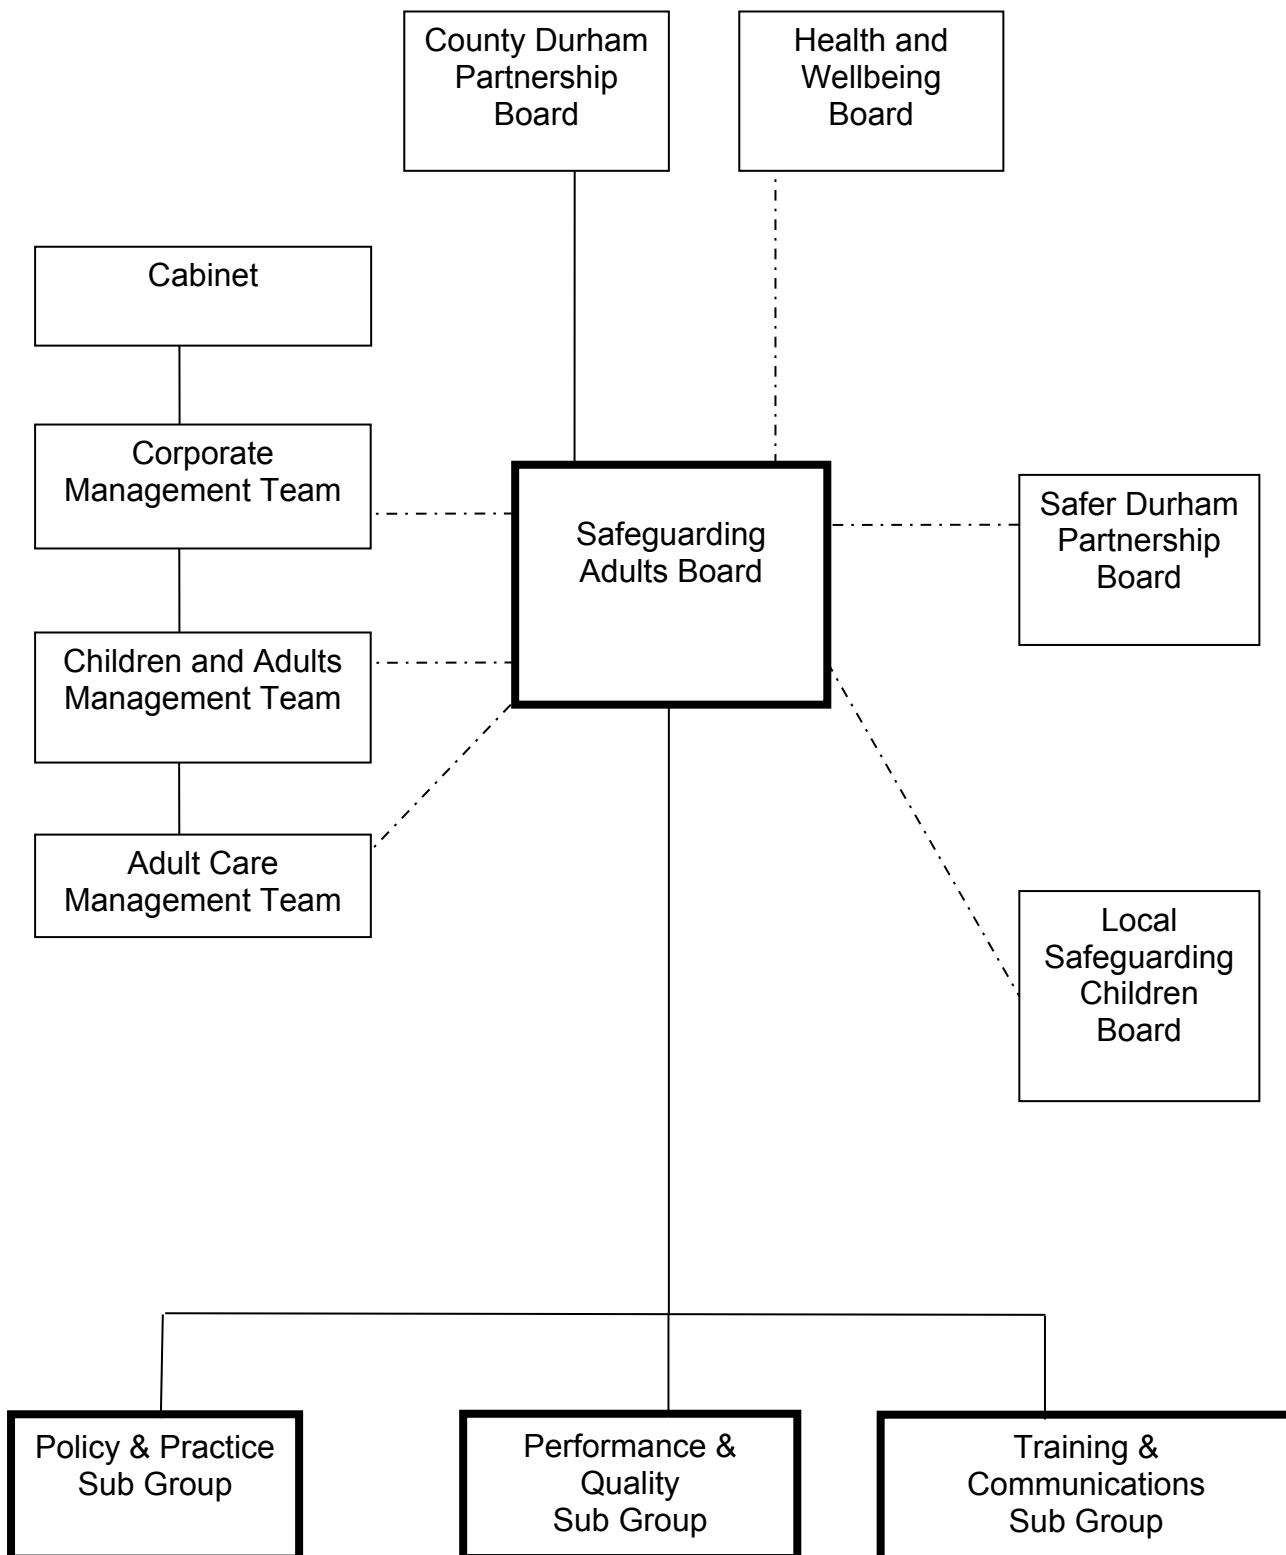 County Durham
Partnership
Board
Health and
Wellbeing
Board
Cabinet
Corporate
Management Team
Safeguarding
Adults Board
Safer Durham
Partnership
Board
Children and Adults
Management Team
Adult Care
Management Team
Local
Safeguarding
Children
Board
Policy & Practice
Sub Group
Performance &
Quality
Sub Group
Training &
Communications
Sub Group